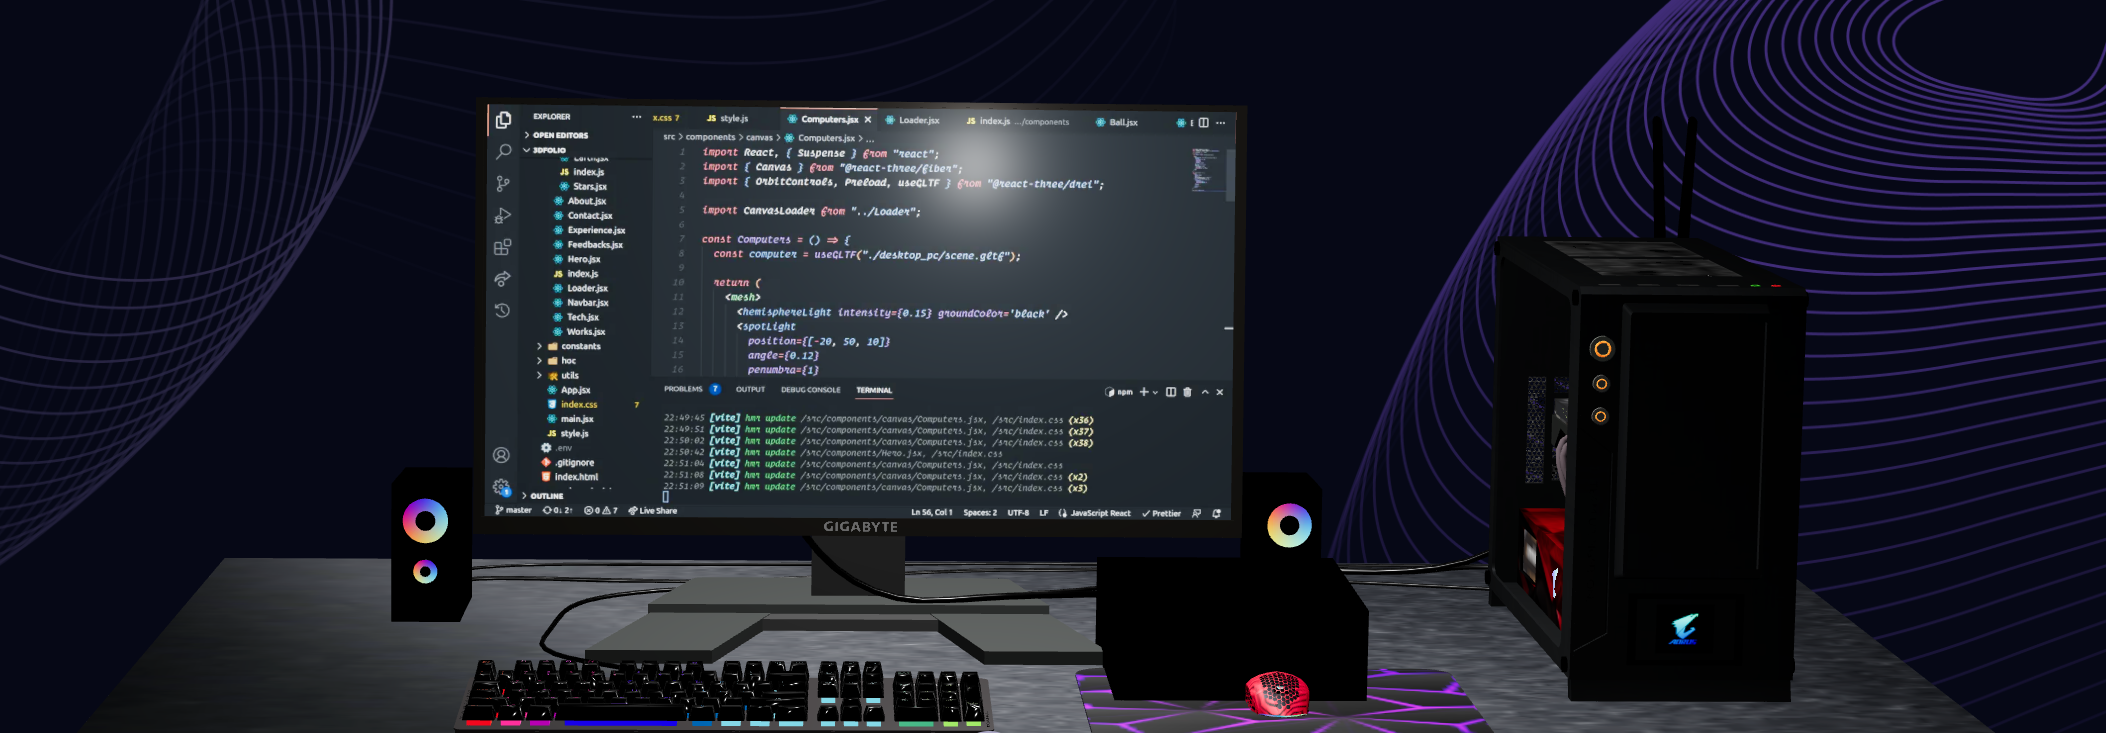 EXPLORER
OPEN EDITORS
3DFOLIO
index.js
Stars.jsx
About.jsx
Contact.jsx
Experience.jsx
Feedbacks.jsx
Hero.jsx
index.js
Loader.jsx
Navbar.jsx
Tech.jsx
Works.jsx
constants
hoc
utils
App.jsx
index.css 7
main.jsx
style.js
.env
.gitignore
index.html
OUTLINE
x.css 7 JS style.js Computers.jsx Loader.jsx JS index.js .../components Ball.jsx
src > components > canvas > Computers.jsx > ...
1 import React, { Suspense } from "react";
2 import { Canvas } from "@react-three/fiber";
3 import { OrbitControls, Preload, useGLTF } from "@react-three/drei";
4
5 import CanvasLoader from "../Loader";
6
7 const Computers = () => {
8 const computer = useGLTF("./desktop_pc/scene.gltf");
9
10 return (
11 <mesh>
12 <hemisphereLight intensity={0.15} groundColor='black' />
13 <spotLight
14 position={[-20, 50, 10]}
15 angle={0.12}
16 penumbra={1}
PROBLEMS 7 OUTPUT DEBUG CONSOLE TERMINAL npm
22:49:45 [vite] hmr update /src/components/canvas/Computers.jsx, /src/index.css (x36)
22:49:51 [vite] hmr update /src/components/canvas/Computers.jsx, /src/index.css (x37)
22:50:02 [vite] hmr update /src/components/canvas/Computers.jsx, /src/index.css (x38)
22:50:42 [vite] hmr update /src/components/Hero.jsx, /src/index.css
22:51:04 [vite] hmr update /src/components/canvas/Computers.jsx, /src/index.css
22:51:08 [vite] hmr update /src/components/canvas/Computers.jsx, /src/index.css (x2)
22:51:09 [vite] hmr update /src/components/canvas/Computers.jsx, /src/index.css (x3)
master 0↓ 2↑ 0 7 Live Share Ln 56, Col 1 Spaces: 2 UTF-8 LF JavaScript React Prettier
GIGABYTE